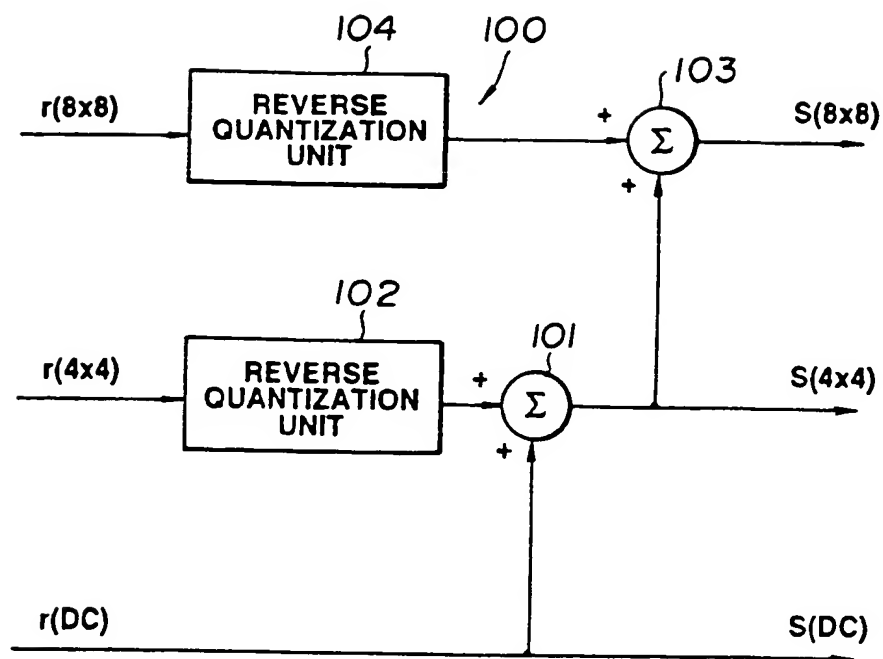 104
100
103
r(8x8)
REVERSE
QUANTIZATION
UNIT
+
Σ
+
S(8x8)
102
101
r(4x4)
REVERSE
QUANTIZATION
UNIT
+
Σ
+
S(4x4)
r(DC)
S(DC)